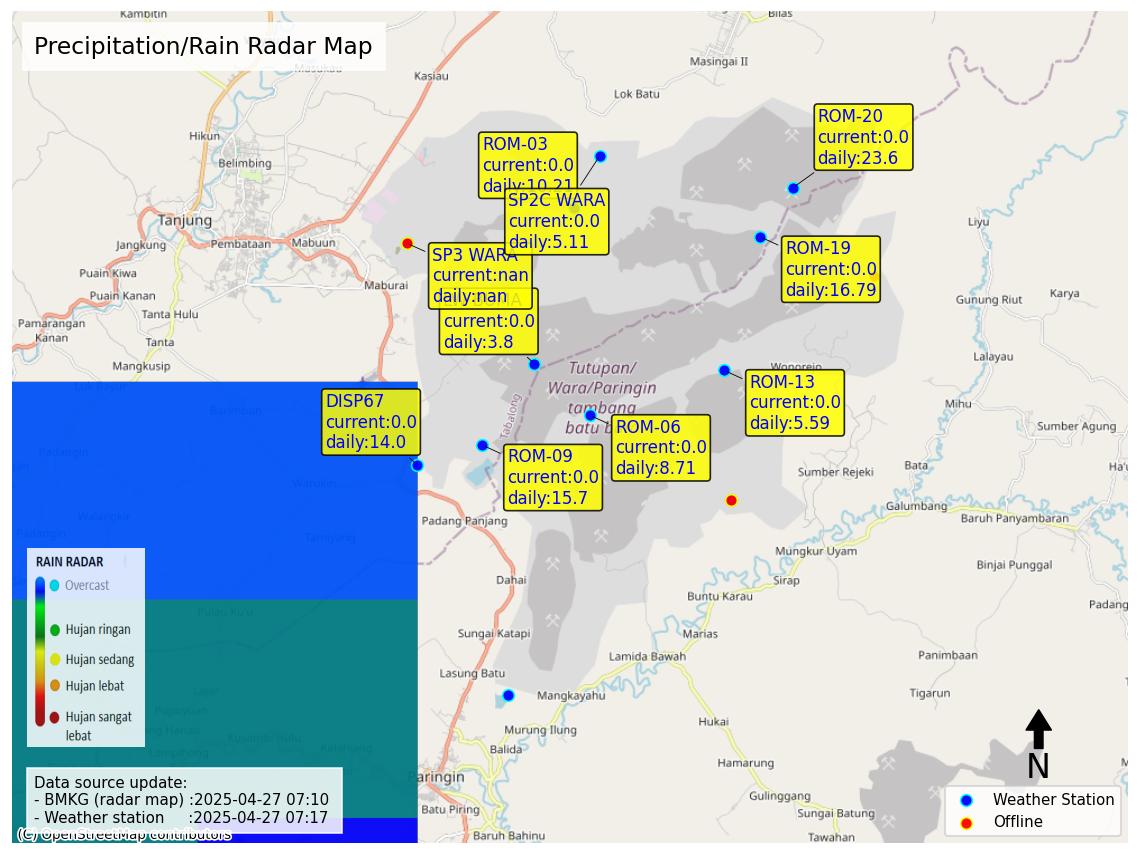 Precipitation/Rain Radar Map
Kambitin
Bilas
Kasiau
Masingai II
Lok Batu
Hikun
Belimbing
Tanjung
Jangkung
Pembataan
Mabuun
Puain Kiwa
Maburai
Puain Kanan
Tanta Hulu
Pamarangan
Kanan
Tanta
Mangkusip
Liyu
Gunung Riut
Karya
Lalayau
Wonorejo
Mihu
Sumber Agung
Bata
Sumber Rejeki
Galumbang
Baruh Panyambaran
Mungkur Uyam
Binjai Punggal
Sirap
Buntu Karau
Padang
Marias
Lamida Bawah
Panimbaan
Tigarun
Hukai
Hamarung
Gulinggang
Sungai Batung
Tawahan
Padang Panjang
Dahai
Sungai Katapi
Lasung Batu
Mangkayahu
Murung Ilung
Balida
Paringin
Batu Piring
Baruh Bahinu
Tabalong
Tutupan/
Wara/Paringin
tambang
batu b
ROM-03
current:0.0
daily:10.21
SP2C WARA
current:0.0
daily:5.11
ROM-20
current:0.0
daily:23.6
ROM-19
current:0.0
daily:16.79
SP3 WARA
current:nan
daily:nan
current:0.0
daily:3.8
DISP67
current:0.0
daily:14.0
ROM-13
current:0.0
daily:5.59
ROM-06
current:0.0
daily:8.71
ROM-09
current:0.0
daily:15.7
Barimbun
Padangin
Warukin
Walangkir
Tamiyang
RAIN RADAR
Overcast
Hujan ringan
Hujan sedang
Hujan lebat
Hujan sangat
lebat
Data source update:
- BMKG (radar map) :2025-04-27 07:10
- Weather station :2025-04-27 07:17
(C) OpenStreetMap contributors
N
Weather Station
Offline